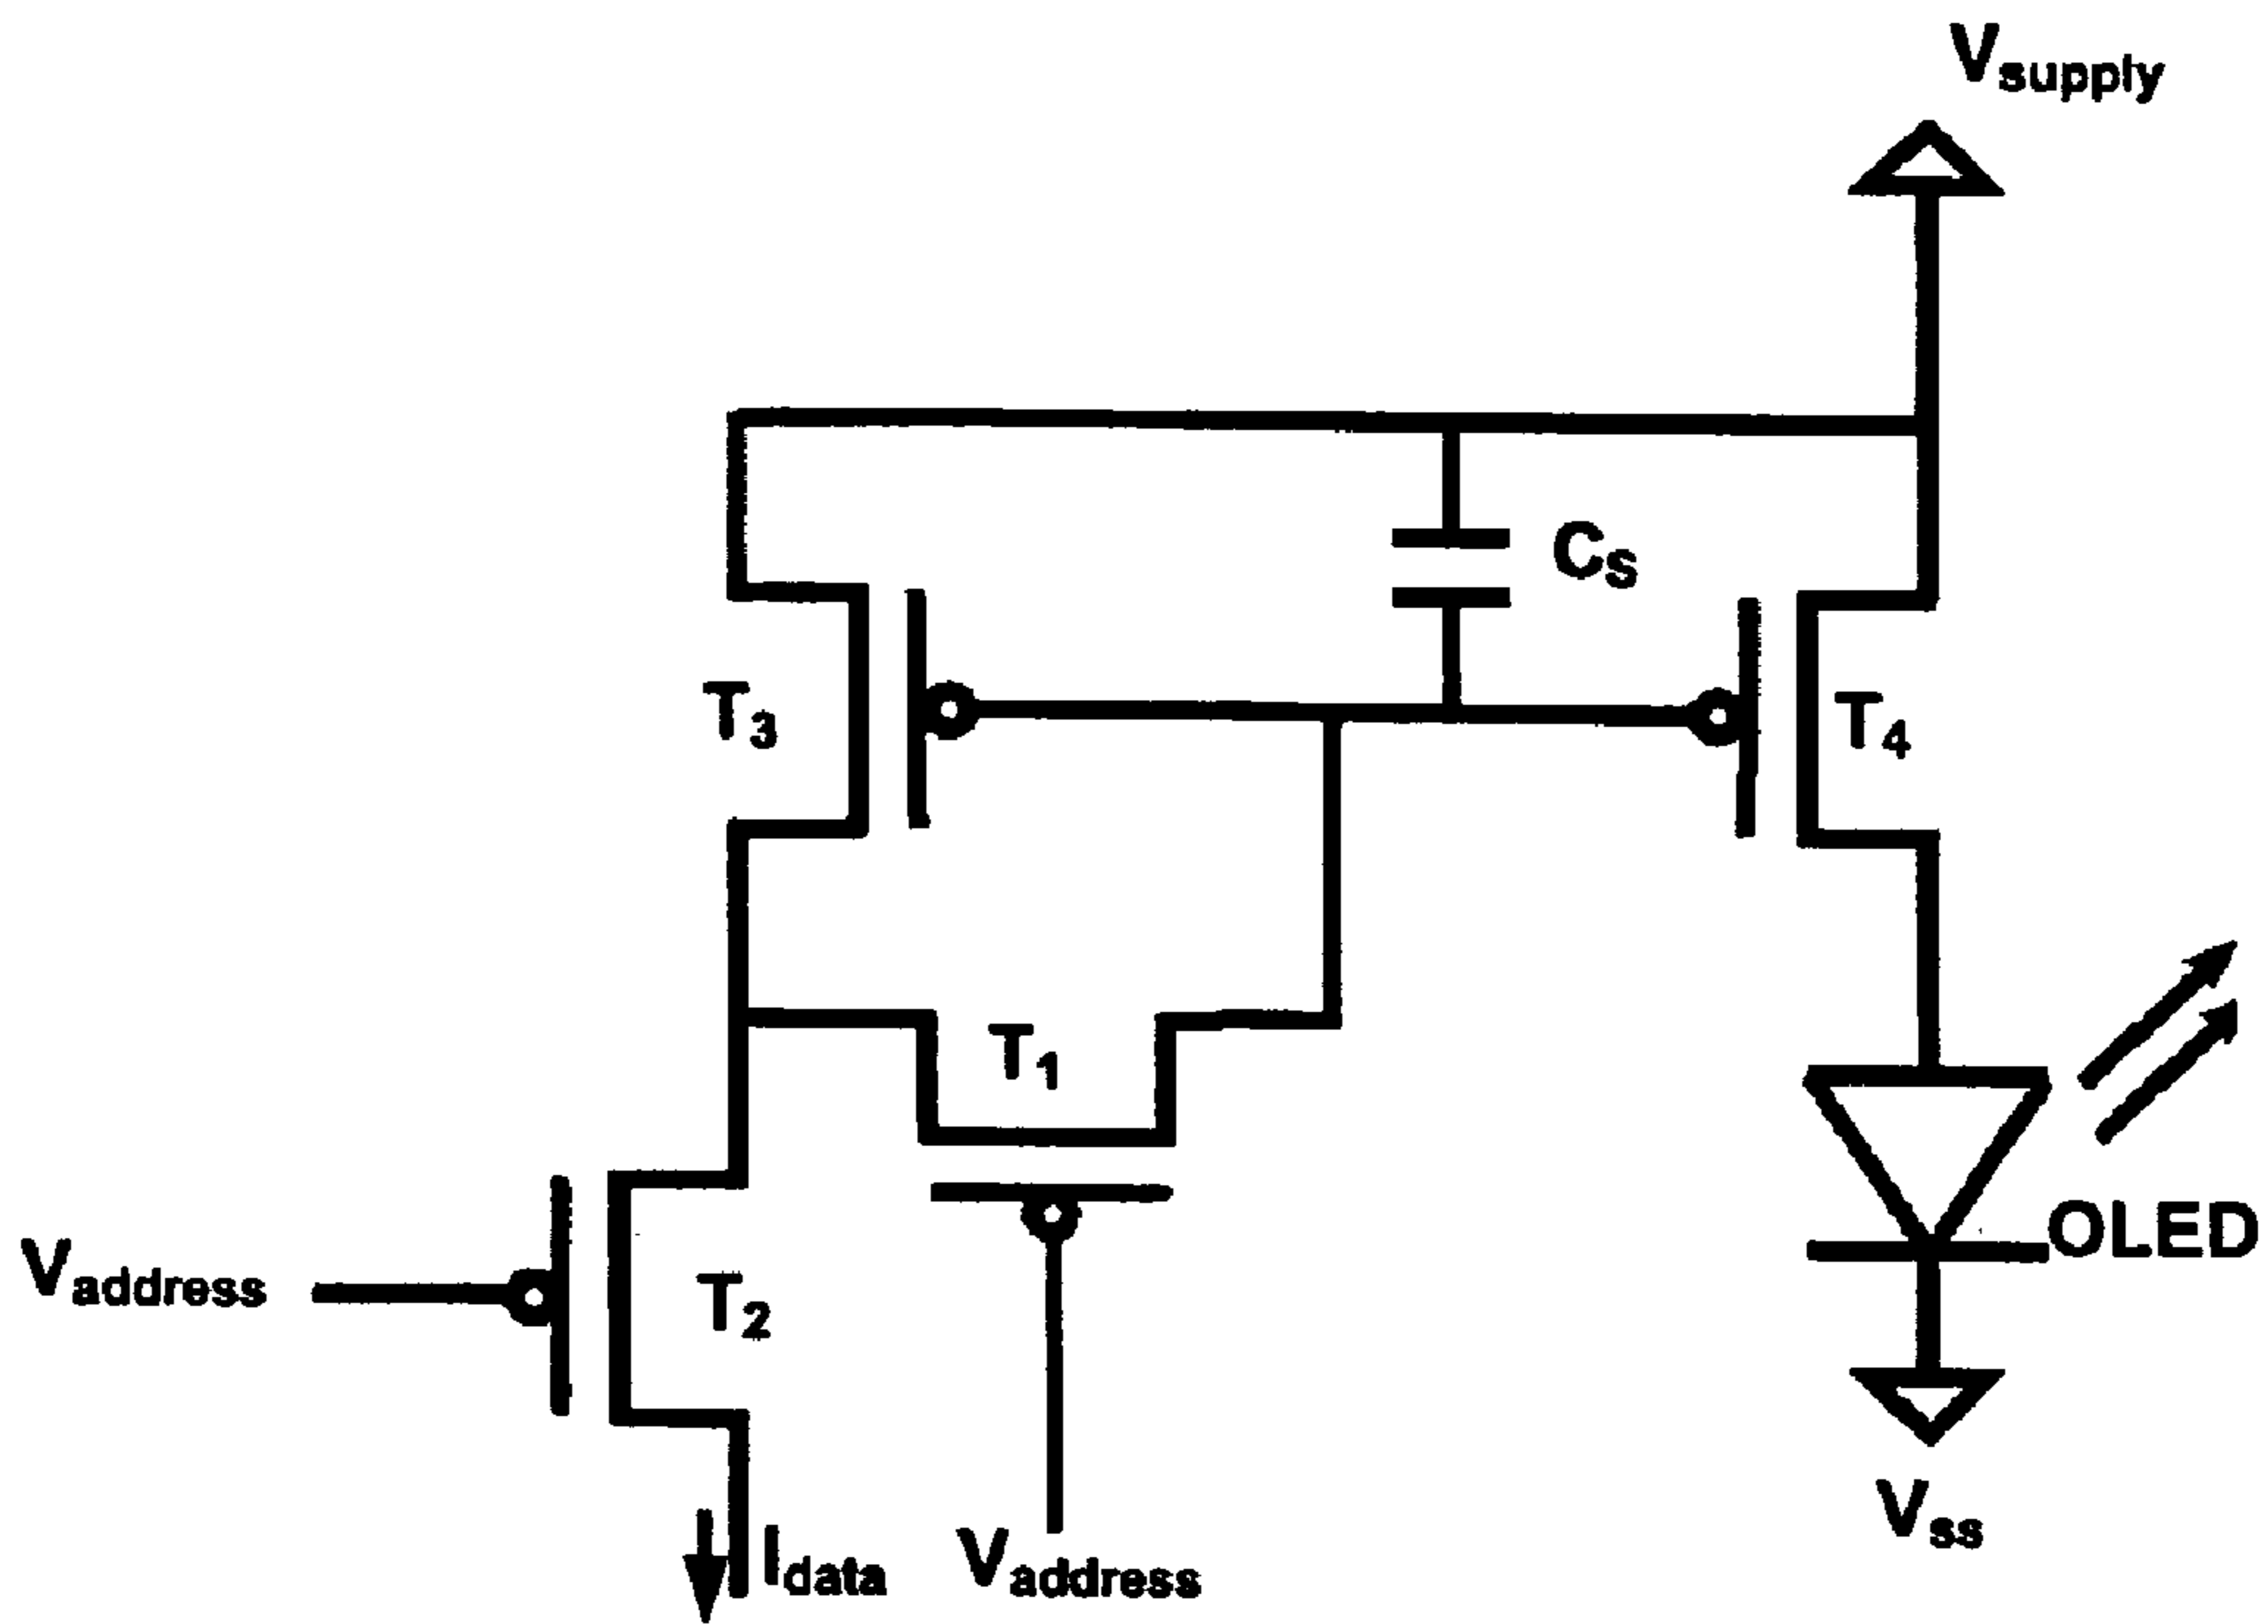 Vsupply
Cs
T3
T4
T1
OLED
Vaddress
T2
Vss
Idata
Vaddress